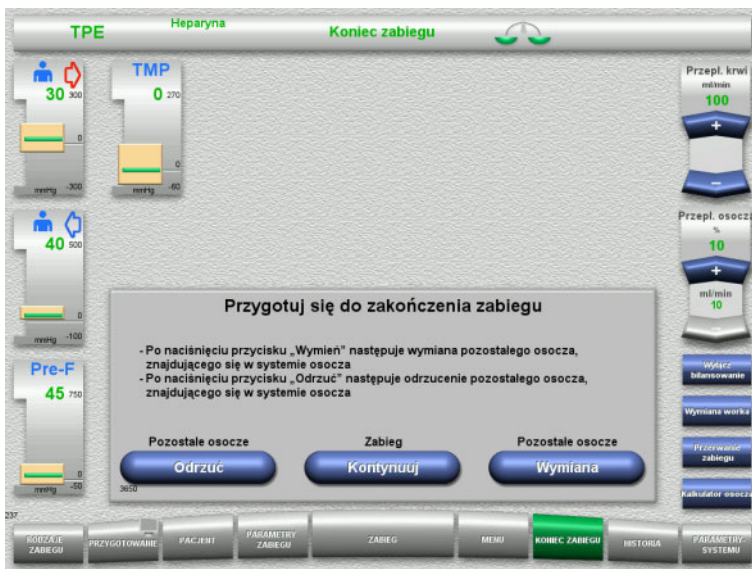 TPE
Heparyna
Koniec zabiegu
30 300
0
mmHg -300
TMP
0 270
0
mmHg -60
40 500
0
mmHg -100
Pre-F
45 750
0
mmHg -50
Przepł. krwi
ml/min
100
+
-
Przepł. osocza
%
10
+
ml/min
10
-
Wyłącz
bilansowanie
Wymiana worka
Przerwanie
zabiegu
Kalkulator osocza
Przygotuj się do zakończenia zabiegu
- Po naciśnięciu przycisku „Wymień” następuje wymiana pozostałego osocza,
znajdującego się w systemie osocza
- Po naciśnięciu przycisku „Odrzuć” następuje odrzucenie pozostałego osocza,
znajdującego się w systemie osocza
Pozostałe osocze
Odrzuć
Zabieg
Kontynuuj
Pozostałe osocze
Wymiana
3650
237
RODZAJE
ZABIEGU
PRZYGOTOWANIE
PACJENT
PARAMETRY
ZABIEGU
ZABIEG
MENU
KONIEC ZABIEGU
HISTORIA
PARAMETRY-
SYSTEMU